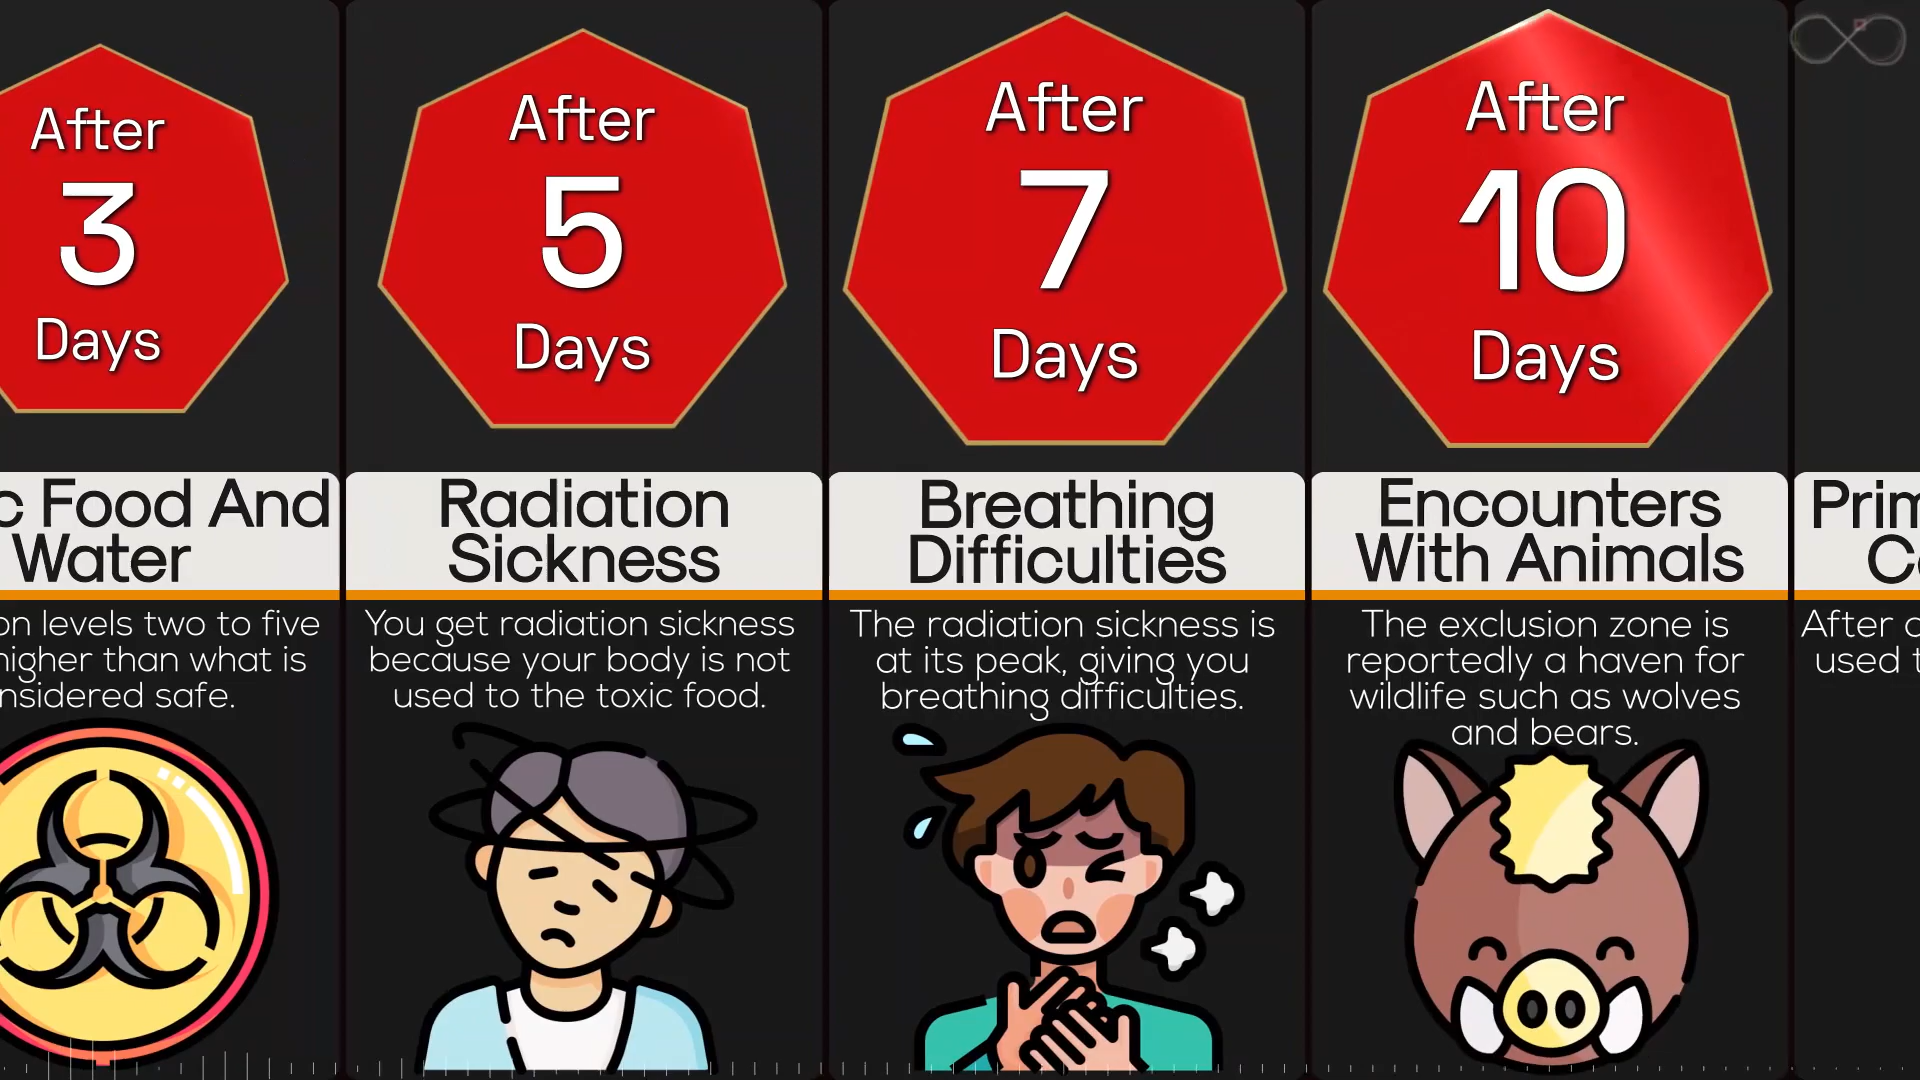 After
3
Days
Food And
Water
levels two to five
higher than what is
safe.
After
5
Days
Radiation
Sickness
You get radiation sickness
because your body is not
used to the toxic food.
After
7
Days
Breathing
Difficulties
The radiation sickness is
at its peak, giving you
breathing difficulties.
After
10
Days
Encounters
With Animals
The exclusion zone is
reportedly a haven for
wildlife such as wolves
and bears.
After
used